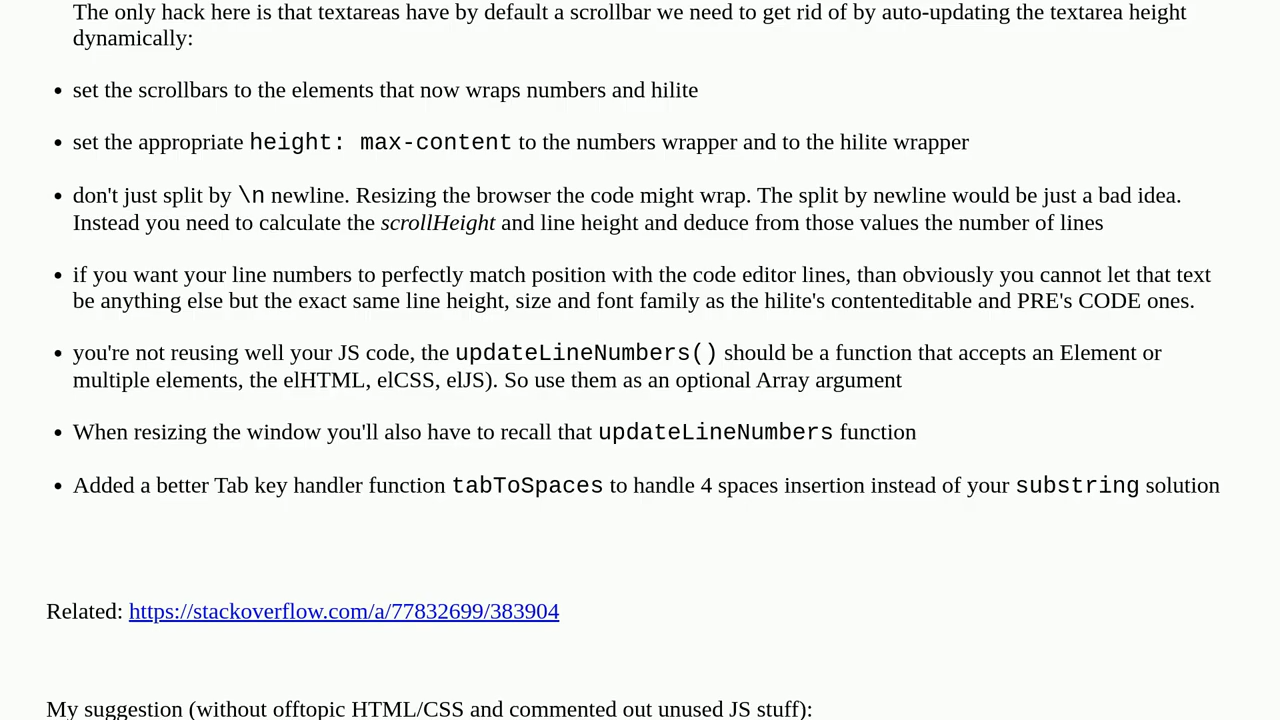 The only hack here is that textareas have by default a scrollbar we need to get rid of by auto-updating the textarea height
dynamically:
• set the scrollbars to the elements that now wraps numbers and hilite
• set the appropriate height: max-content to the numbers wrapper and to the hilite wrapper
• don't just split by \n newline. Resizing the browser the code might wrap. The split by newline would be just a bad idea.
Instead you need to calculate the scrollHeight and line height and deduce from those values the number of lines
• if you want your line numbers to perfectly match position with the code editor lines, than obviously you cannot let that text
be anything else but the exact same line height, size and font family as the hilite's contenteditable and PRE's CODE ones.
• you're not reusing well your JS code, the updateLineNumbers() should be a function that accepts an Element or
multiple elements, the elHTML, elCSS, elJS). So use them as an optional Array argument
• When resizing the window you'll also have to recall that updateLineNumbers function
• Added a better Tab key handler function tabToSpaces to handle 4 spaces insertion instead of your substring solution
Related: https://stackoverflow.com/a/77832699/383904
My suggestion (without offtopic HTML/CSS and commented out unused JS stuff):